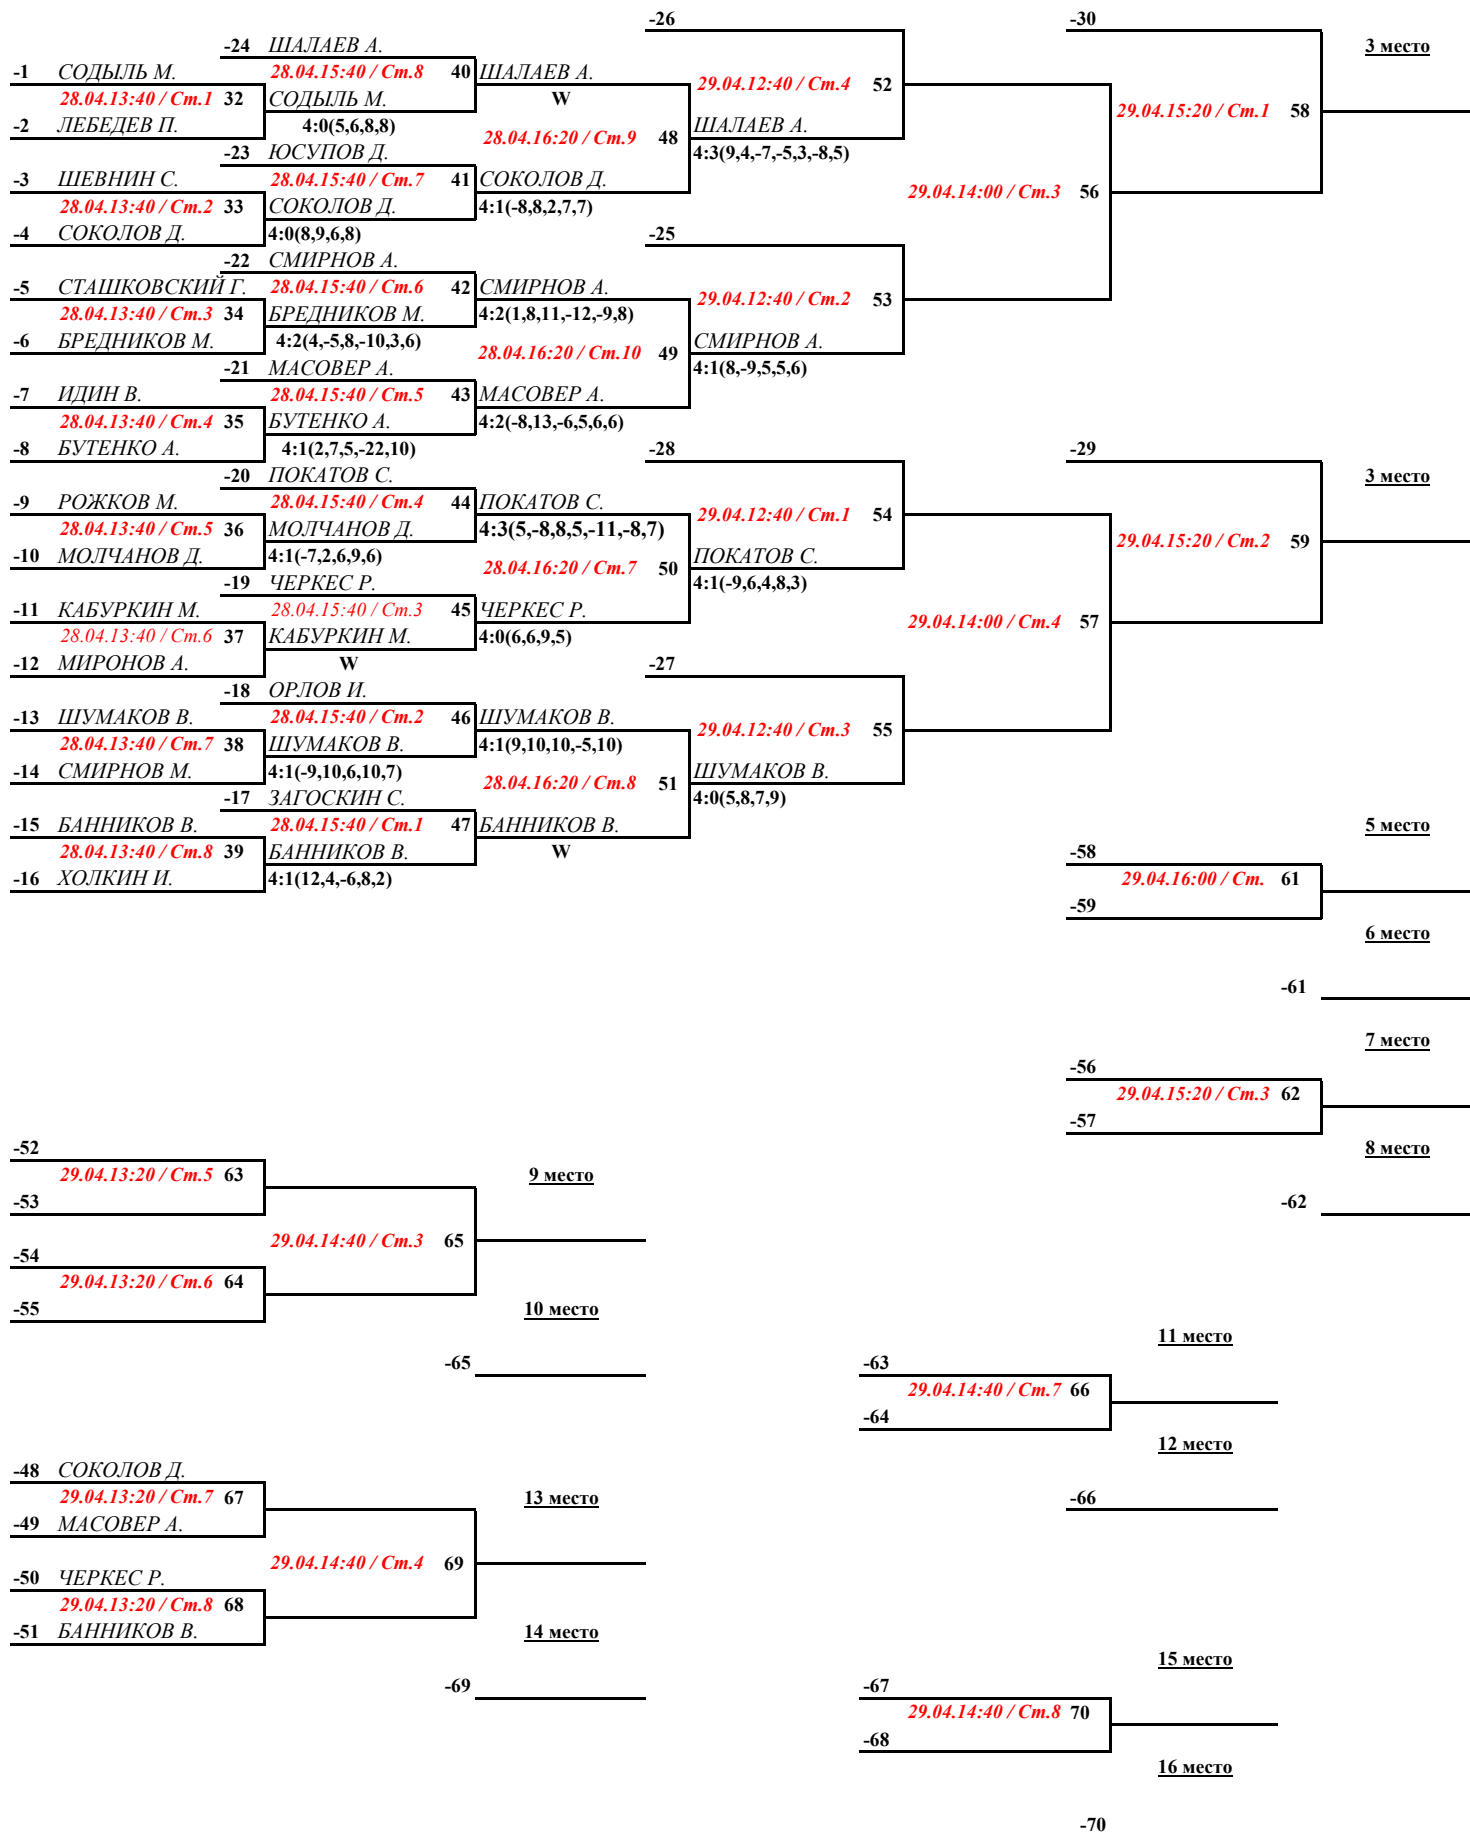 -26 -30
-24 ШАЛАЕВ А. 3 место
-1 СОДЫЛЬ М. 28.04.15:40 / Ст.8 40 ШАЛАЕВ А. 29.04.12:40 / Ст.4 52
28.04.13:40 / Ст.1 32 СОДЫЛЬ М. W 29.04.15:20 / Ст.1 58
-2 ЛЕБЕДЕВ П. 4:0(5,6,8,8) 28.04.16:20 / Ст.9 48 ШАЛАЕВ А.
-23 ЮСУПОВ Д. 4:3(9,4,-7,-5,3,-8,5)
-3 ШЕВНИН С. 28.04.15:40 / Ст.7 41 СОКОЛОВ Д. 29.04.14:00 / Ст.3 56
28.04.13:40 / Ст.2 33 СОКОЛОВ Д. 4:1(-8,8,2,7,7)
-4 СОКОЛОВ Д. 4:0(8,9,6,8) -25
-22 СМИРНОВ А.
-5 СТАШКОВСКИЙ Г. 28.04.15:40 / Ст.6 42 СМИРНОВ А. 29.04.12:40 / Ст.2 53
28.04.13:40 / Ст.3 34 БРЕДНИКОВ М. 4:2(1,8,11,-12,-9,8)
-6 БРЕДНИКОВ М. 4:2(4,-5,8,-10,3,6) 28.04.16:20 / Ст.10 49 СМИРНОВ А.
-21 МАСОВЕР А. 4:1(8,-9,5,5,6)
-7 ИДИН В. 28.04.15:40 / Ст.5 43 МАСОВЕР А.
28.04.13:40 / Ст.4 35 БУТЕНКО А. 4:2(-8,13,-6,5,6,6)
-8 БУТЕНКО А. 4:1(2,7,5,-22,10) -28 -29
-20 ПОКАТОВ С. 3 место
-9 РОЖКОВ М. 28.04.15:40 / Ст.4 44 ПОКАТОВ С. 29.04.12:40 / Ст.1 54
28.04.13:40 / Ст.5 36 МОЛЧАНОВ Д. 4:3(5,-8,8,5,-11,-8,7) 29.04.15:20 / Ст.2 59
-10 МОЛЧАНОВ Д. 4:1(-7,2,6,9,6) 28.04.16:20 / Ст.7 50 ПОКАТОВ С.
-19 ЧЕРКЕС Р. 4:1(-9,6,4,8,3)
-11 КАБУРКИН М. 28.04.15:40 / Ст.3 45 ЧЕРКЕС Р. 29.04.14:00 / Ст.4 57
28.04.13:40 / Ст.6 37 КАБУРКИН М. 4:0(6,6,9,5)
-12 МИРОНОВ А. W -27
-18 ОРЛОВ И.
-13 ШУМАКОВ В. 28.04.15:40 / Ст.2 46 ШУМАКОВ В. 29.04.12:40 / Ст.3 55
28.04.13:40 / Ст.7 38 ШУМАКОВ В. 4:1(9,10,10,-5,10)
-14 СМИРНОВ М. 4:1(-9,10,6,10,7) 28.04.16:20 / Ст.8 51 ШУМАКОВ В.
-17 ЗАГОСКИН С. 4:0(5,8,7,9)
-15 БАННИКОВ В. 28.04.15:40 / Ст.1 47 БАННИКОВ В. 5 место
28.04.13:40 / Ст.8 39 БАННИКОВ В. W -58
-16 ХОЛКИН И. 4:1(12,4,-6,8,2) 29.04.16:00 / Ст. 61
-59
6 место
-61
7 место
-56
29.04.15:20 / Ст.3 62
-57
-52 8 место
29.04.13:20 / Ст.5 63 9 место
-53 -62
29.04.14:40 / Ст.3 65
-54
29.04.13:20 / Ст.6 64
-55 10 место
11 место
-65 -63
29.04.14:40 / Ст.7 66
-64
12 место
-48 СОКОЛОВ Д.
29.04.13:20 / Ст.7 67 13 место -66
-49 МАСОВЕР А.
29.04.14:40 / Ст.4 69
-50 ЧЕРКЕС Р.
29.04.13:20 / Ст.8 68
-51 БАННИКОВ В. 14 место
15 место
-69 -67
29.04.14:40 / Ст.8 70
-68
16 место
-70